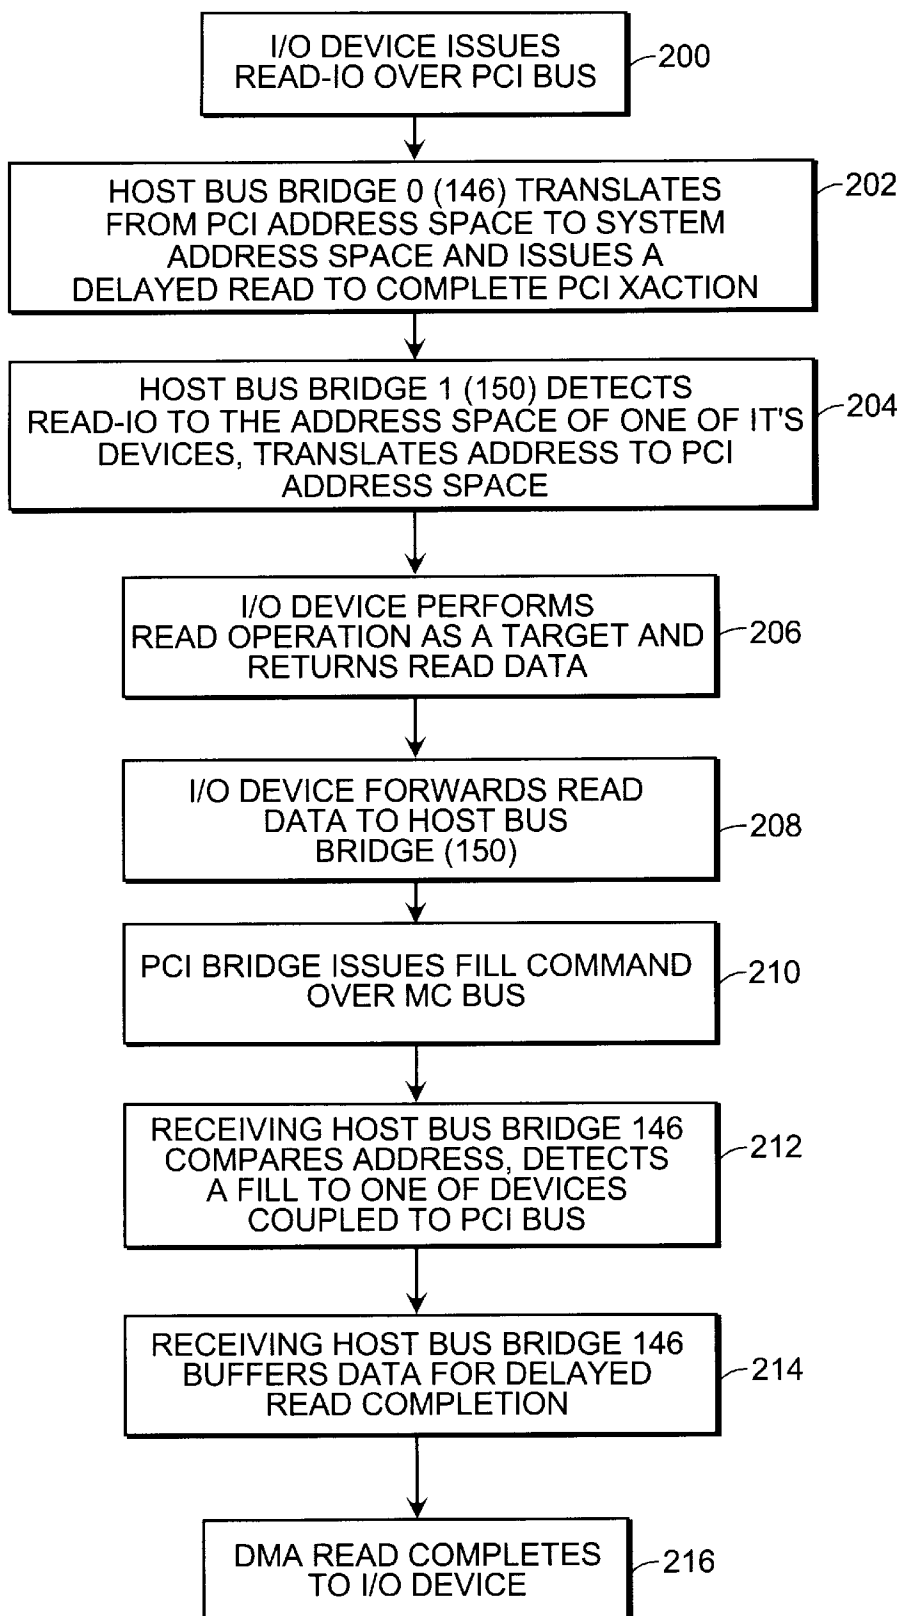 I/O DEVICE ISSUES
READ-IO OVER PCI BUS
200
HOST BUS BRIDGE 0 (146) TRANSLATES
FROM PCI ADDRESS SPACE TO SYSTEM
ADDRESS SPACE AND ISSUES A
DELAYED READ TO COMPLETE PCI XACTION
202
HOST BUS BRIDGE 1 (150) DETECTS
READ-IO TO THE ADDRESS SPACE OF ONE OF IT'S
DEVICES, TRANSLATES ADDRESS TO PCI
ADDRESS SPACE
204
I/O DEVICE PERFORMS
READ OPERATION AS A TARGET AND
RETURNS READ DATA
206
I/O DEVICE FORWARDS READ
DATA TO HOST BUS
BRIDGE (150)
208
PCI BRIDGE ISSUES FILL COMMAND
OVER MC BUS
210
RECEIVING HOST BUS BRIDGE 146
COMPARES ADDRESS, DETECTS
A FILL TO ONE OF DEVICES
COUPLED TO PCI BUS
212
RECEIVING HOST BUS BRIDGE 146
BUFFERS DATA FOR DELAYED
READ COMPLETION
214
DMA READ COMPLETES
TO I/O DEVICE
216